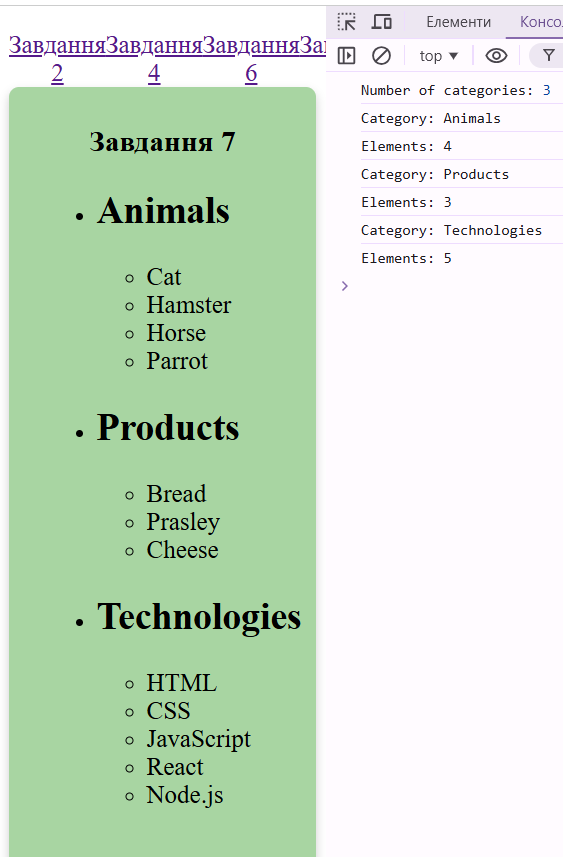 Завдання Завдання Завдання За
2 4 6
Завдання 7
Animals
Cat
Hamster
Horse
Parrot
Products
Bread
Prasley
Cheese
Technologies
HTML
CSS
JavaScript
React
Node.js
Елементи Консо
top
Number of categories: 3
Category: Animals
Elements: 4
Category: Products
Elements: 3
Category: Technologies
Elements: 5